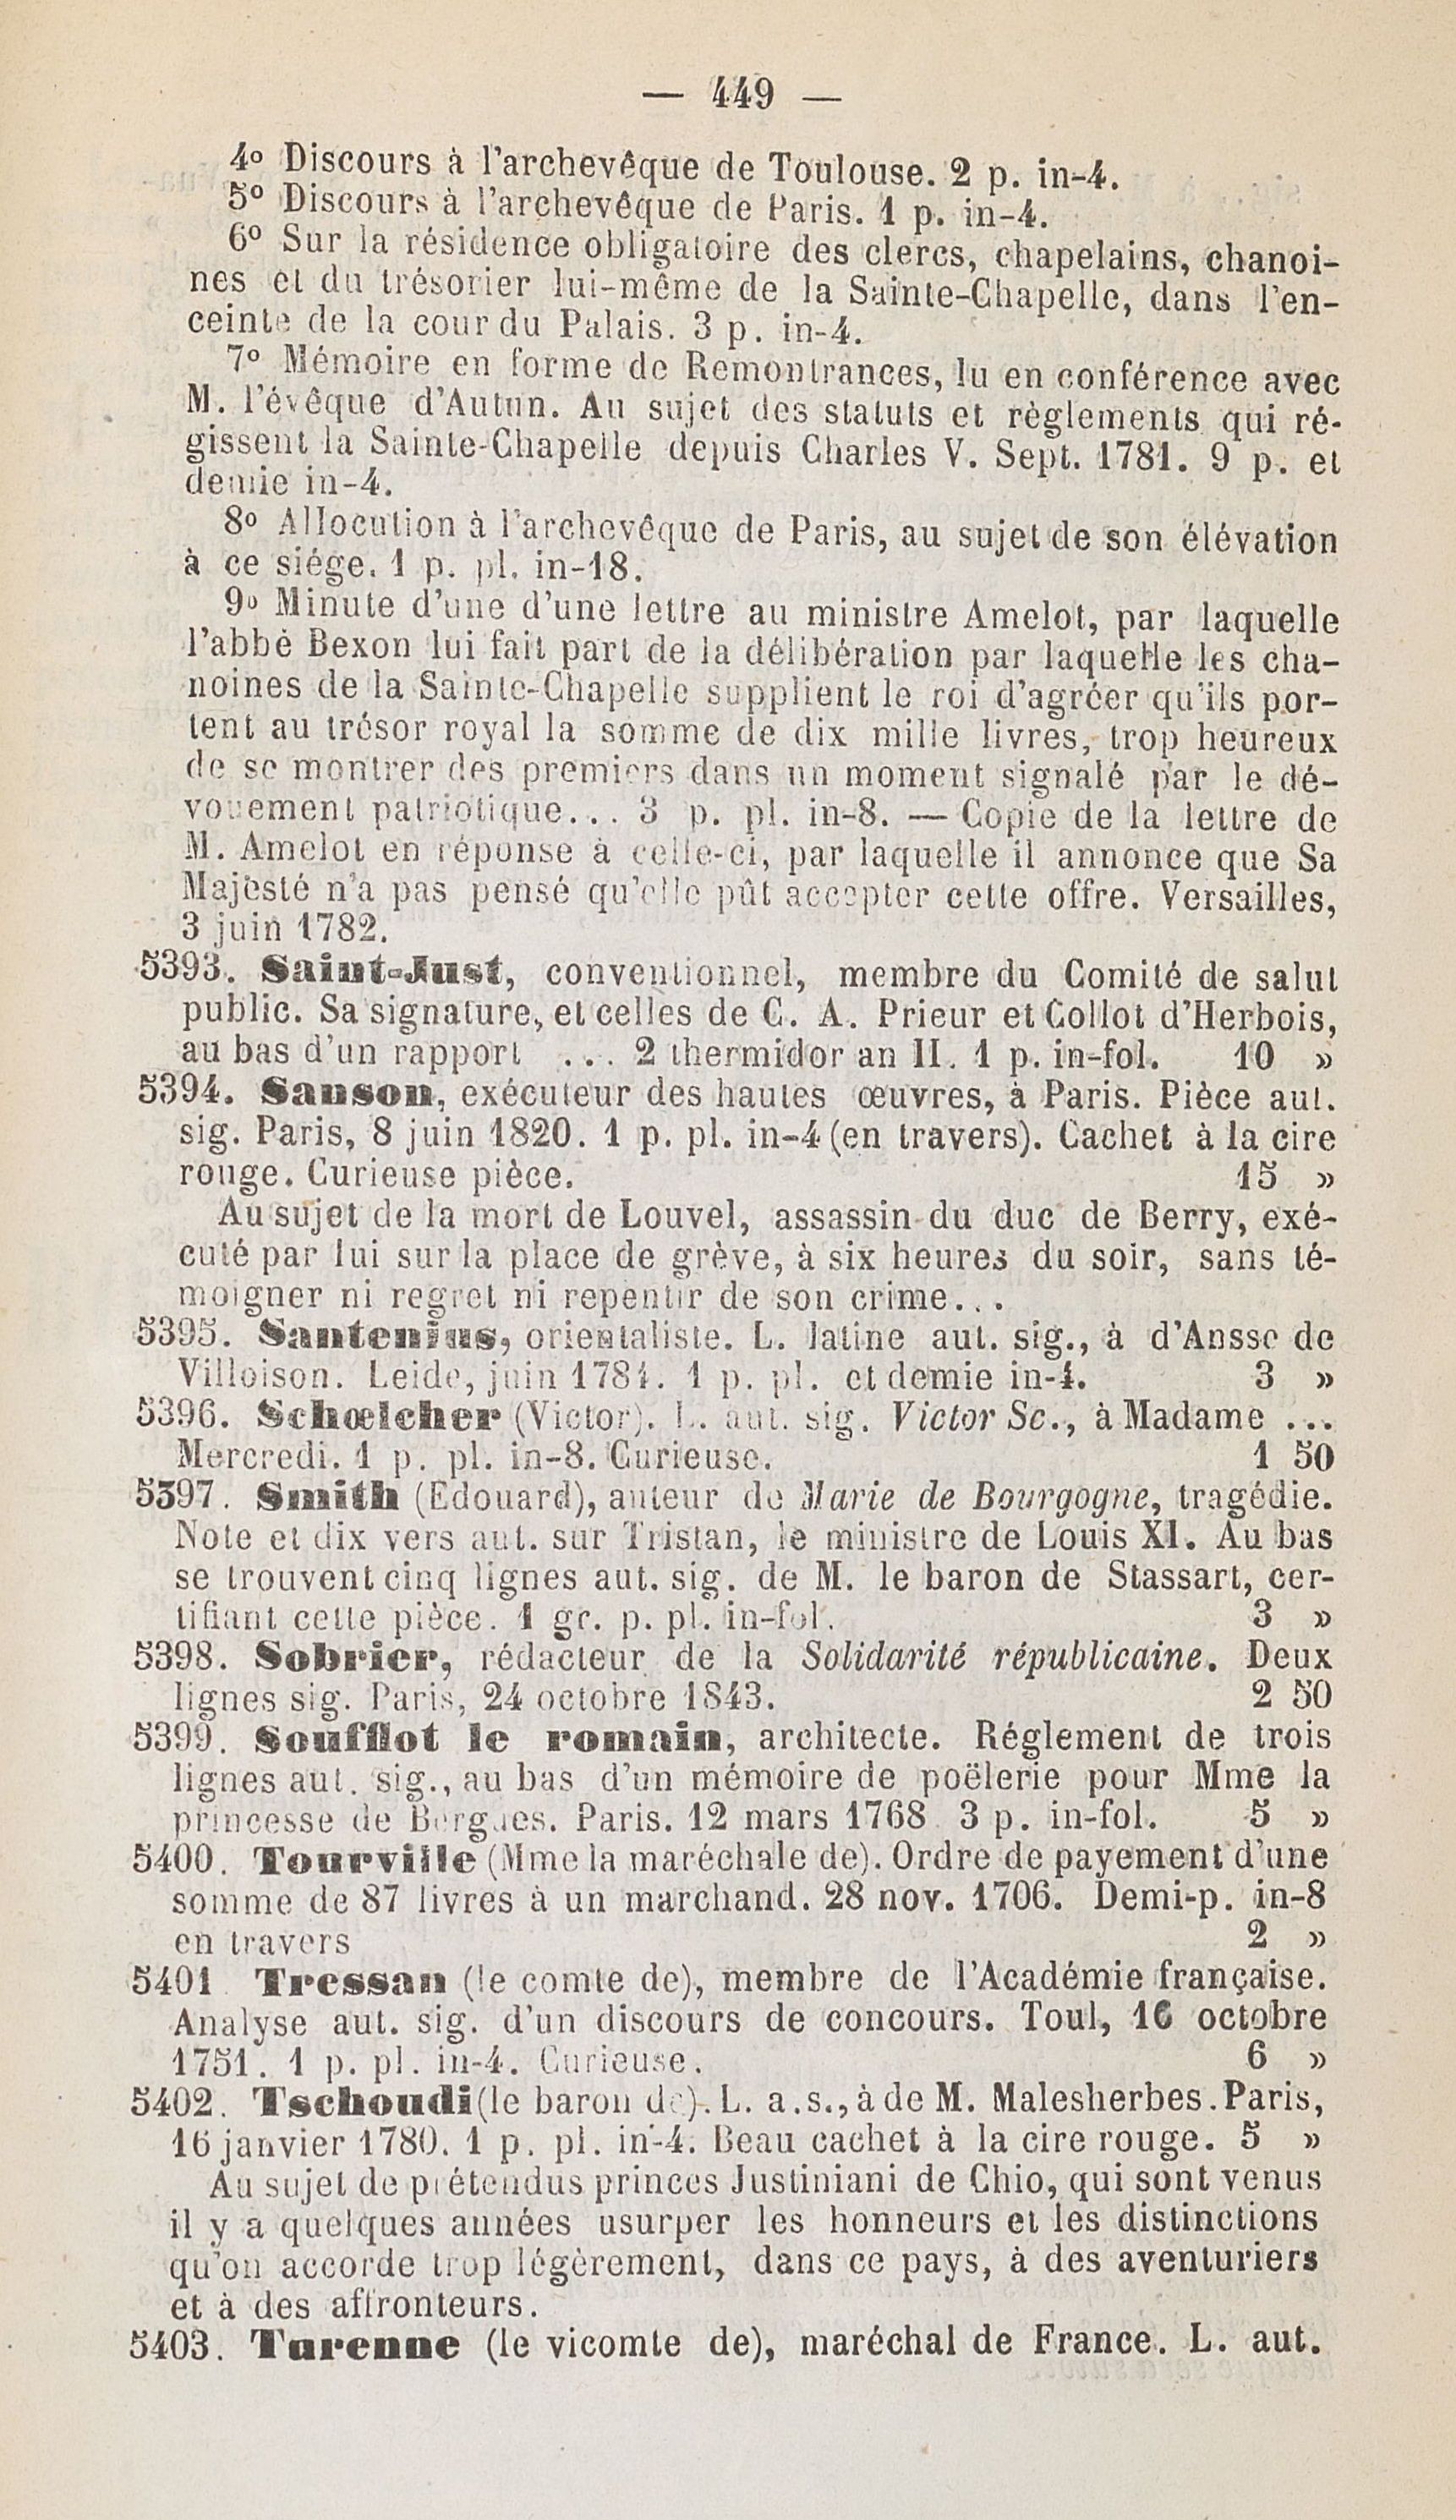 — 449 —
4º Discours à l'archevêque de Toulouse. 2 p. in-4.
5º Discours à l'archevêque de Paris. 1 p. in-4.
6º Sur la résidence obligatoire des clercs, chapelains, chanoi-
nes et du trésorier lui-même de la Sainte-Chapelle, dans l'en-
ceinte de la cour du Palais. 3 p. in-4.
7º Mémoire en forme de Remontrances, lu en conférence avec
M. l'évêque d'Autun. Au sujet des statuts et règlements qui ré-
gissent la Sainte-Chapelle depuis Charles V. Sept. 1781. 9 p. et
demie in-4.
8º Allocution à l'archevêque de Paris, au sujet de son élévation
à ce siége. 1 p. pl. in-18.
9º Minute d'une d'une lettre au ministre Amelot, par laquelle
l'abbé Bexon lui fait part de la délibération par laquelle les cha-
noines de la Sainte-Chapelle supplient le roi d'agréer qu'ils por-
tent au trésor royal la somme de dix mille livres, trop heureux
de se montrer des premiers dans un moment signalé par le dé-
vouement patriotique... 3 p. pl. in-8. — Copie de la lettre de
M. Amelot en réponse à celle-ci, par laquelle il annonce que Sa
Majesté n'a pas pensé qu'elle pût accepter cette offre. Versailles,
3 juin 1782.
5393. Saint-Just, conventionnel, membre du Comité de salut
public. Sa signature, et celles de C. A. Prieur et Collot d'Herbois,
au bas d'un rapport ... 2 thermidor an II. 1 p. in-fol. 10 »
5394. Sanson, exécuteur des hautes œuvres, à Paris. Pièce aut.
sig. Paris, 8 juin 1820. 1 p. pl. in-4 (en travers). Cachet à la cire
rouge. Curieuse pièce. 15 »
Au sujet de la mort de Louvel, assassin du duc de Berry, exé-
cuté par lui sur la place de grève, à six heures du soir, sans té-
moigner ni regret ni repentir de son crime...
5395. Santenius, orientaliste. L. latine aut. sig., à d'Ansse de
Villoison. Leide, juin 1784. 1 p. pl. et demie in-4. 3 »
5396. Schœlcher (Victor). L. aut. sig. Victor Sc., à Madame ...
Mercredi. 1 p. pl. in-8. Curieuse. 1 50
5397. Smith (Edouard), auteur de Marie de Bourgogne, tragédie.
Note et dix vers aut. sur Tristan, le ministre de Louis XI. Au bas
se trouvent cinq lignes aut. sig. de M. le baron de Stassart, cer-
tifiant cette pièce. 1 gr. p. pl. in-fol. 3 »
5398. Sobrier, rédacteur de la Solidarité républicaine. Deux
lignes sig. Paris, 24 octobre 1843. 2 50
5399. Soufflot le romain, architecte. Réglement de trois
lignes aut. sig., au bas d'un mémoire de poëlerie pour Mme la
princesse de Bergues. Paris. 12 mars 1768 3 p. in-fol. 5 »
5400. Tourville (Mme la maréchale de). Ordre de payement d'une
somme de 87 livres à un marchand. 28 nov. 1706. Demi-p. in-8
en travers 2 »
5401 Tressan (le comte de), membre de l'Académie française.
Analyse aut. sig. d'un discours de concours. Toul, 16 octobre
1751. 1 p. pl. in-4. Curieuse. 6 »
5402. Tschoudi (le baron de). L. a. s., à de M. Malesherbes. Paris,
16 janvier 1780. 1 p. pl. in-4. Beau cachet à la cire rouge. 5 »
Au sujet de prétendus princes Justiniani de Chio, qui sont venus
il y a quelques années usurper les honneurs et les distinctions
qu'on accorde trop légèrement, dans ce pays, à des aventuriers
et à des affronteurs.
5403. Turenne (le vicomte de), maréchal de France. L. aut.